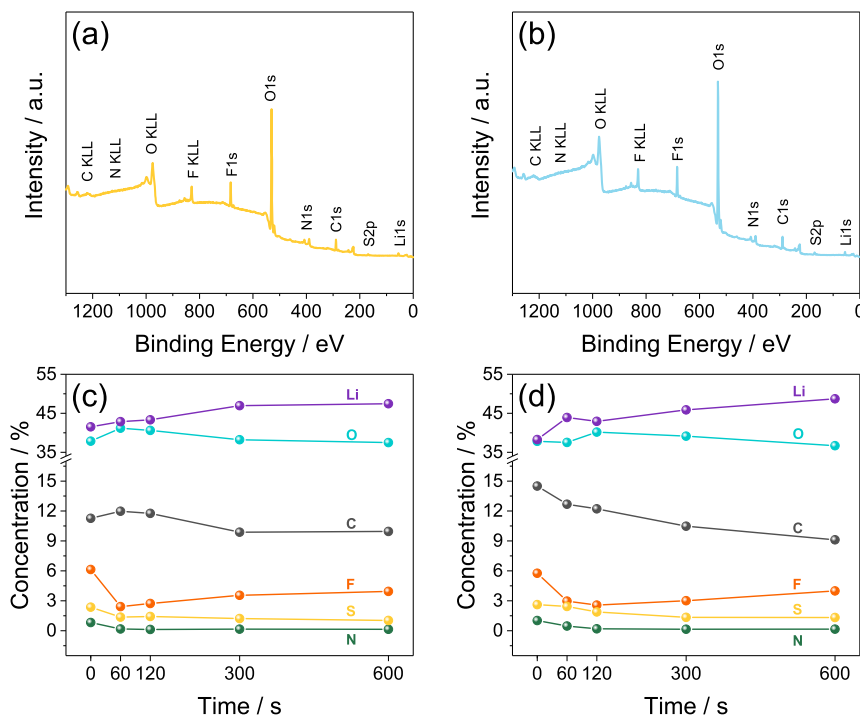 (a)
Intensity / a.u.
C KLL
N KLL
O KLL
F KLL
F1s
O1s
N1s
C1s
S2p
Li1s
1200 1000 800 600 400 200 0
Binding Energy / eV
(b)
Intensity / a.u.
C KLL
N KLL
O KLL
F KLL
F1s
O1s
N1s
C1s
S2p
Li1s
1200 1000 800 600 400 200 0
Binding Energy / eV
(c)
Concentration / %
55
45
35
15
12
9
6
3
0
Li
O
C
F
S
N
0 60 120 300 600
Time / s
(d)
Concentration / %
55
45
35
15
12
9
6
3
0
Li
O
C
F
S
N
0 60 120 300 600
Time / s